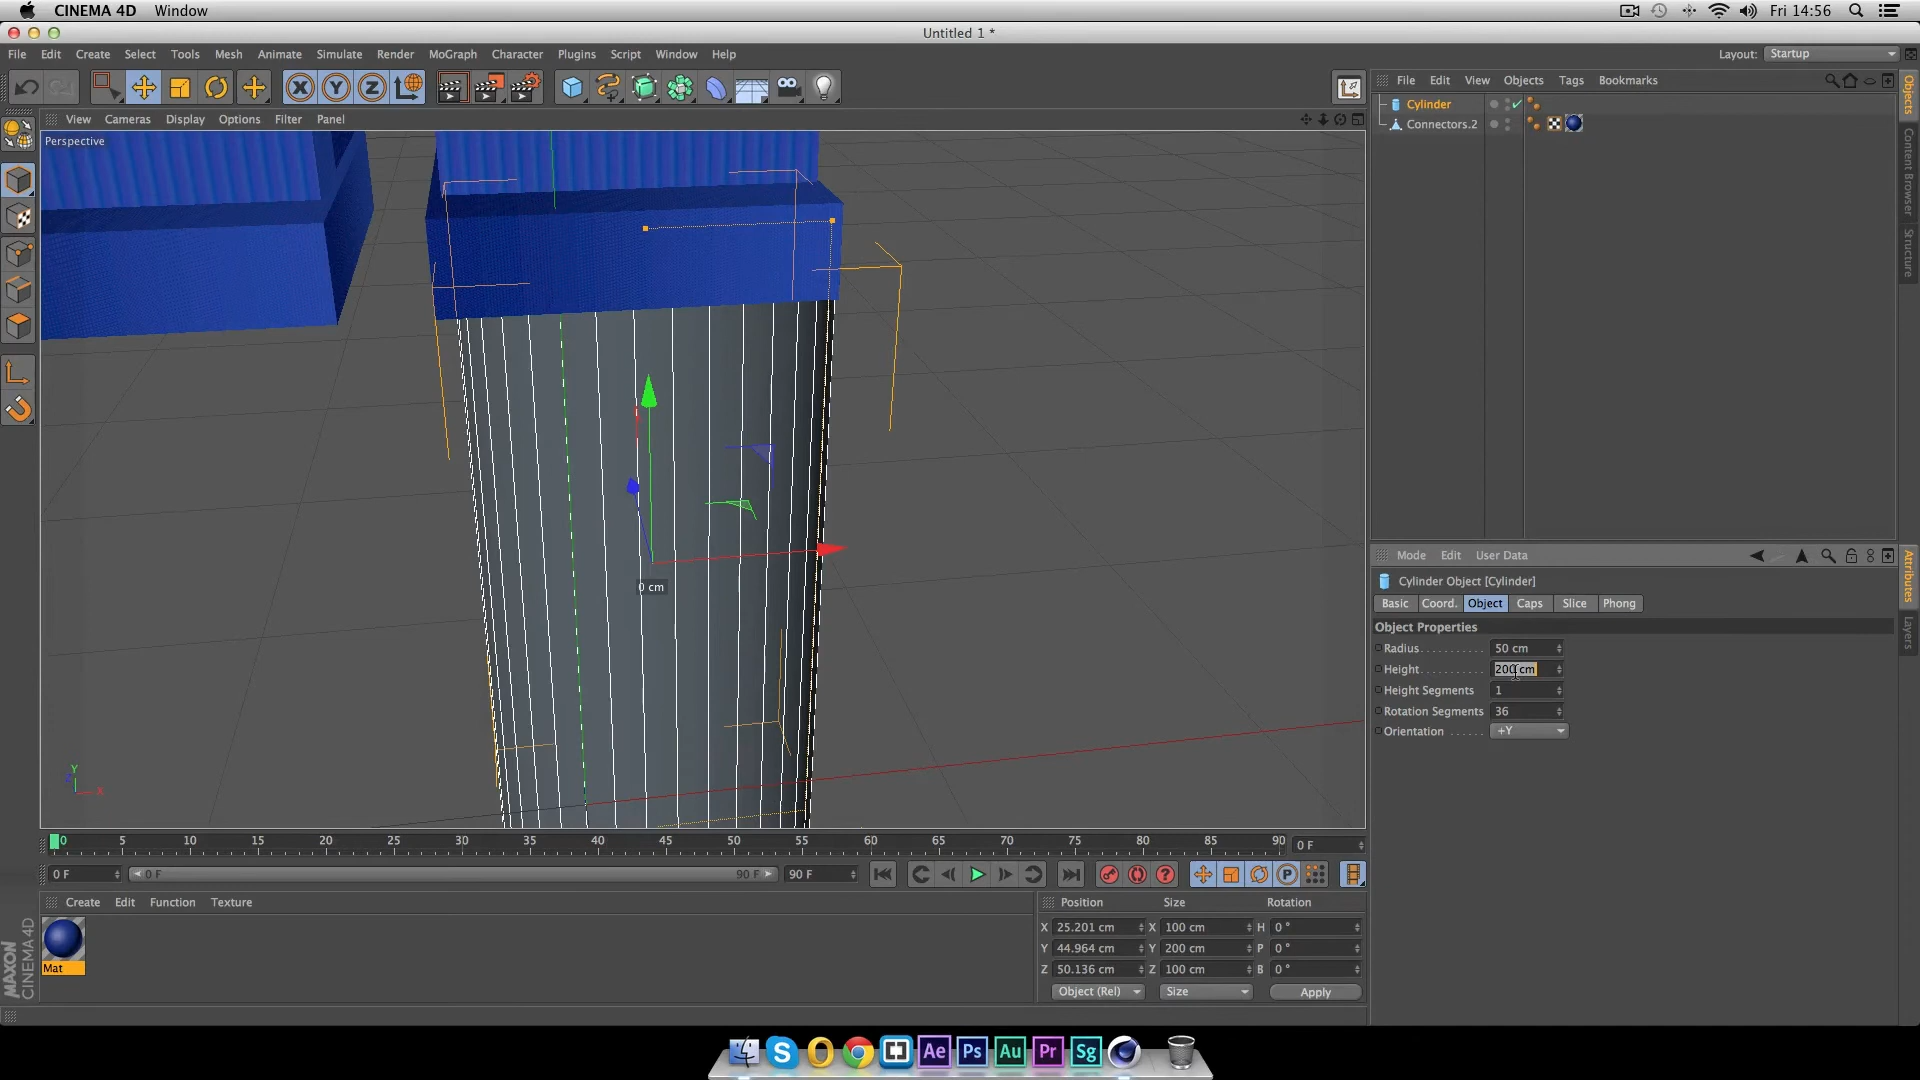 CINEMA 4D Window Fri 14:56
Untitled 1 *
File Edit Create Select Tools Mesh Animate Simulate Render MoGraph Character Plugins Script Window Help Layout: Startup
File Edit View Objects Tags Bookmarks
Objects
Content Browser
Structure
Cylinder
Connectors.2
View Cameras Display Options Filter Panel
Perspective
0 cm
Y
Z
X
Mode Edit User Data
Attributes
Layers
Cylinder Object [Cylinder]
Basic Coord. Object Caps Slice Phong
Object Properties
Radius 50 cm
Height 200 cm
Height Segments 1
Rotation Segments 36
Orientation +Y
0 5 10 15 20 25 30 35 40 45 50 55 60 65 70 75 80 85 90 0 F
0 F 0 F 90 F 90 F
Create Edit Function Texture
Mat
Position Size Rotation
X 25.201 cm X 100 cm H 0 °
Y 44.964 cm Y 200 cm P 0 °
Z 50.136 cm Z 100 cm B 0 °
Object (Rel) Size Apply
MAXON
CINEMA 4D
Ae Ps Au Pr Sg